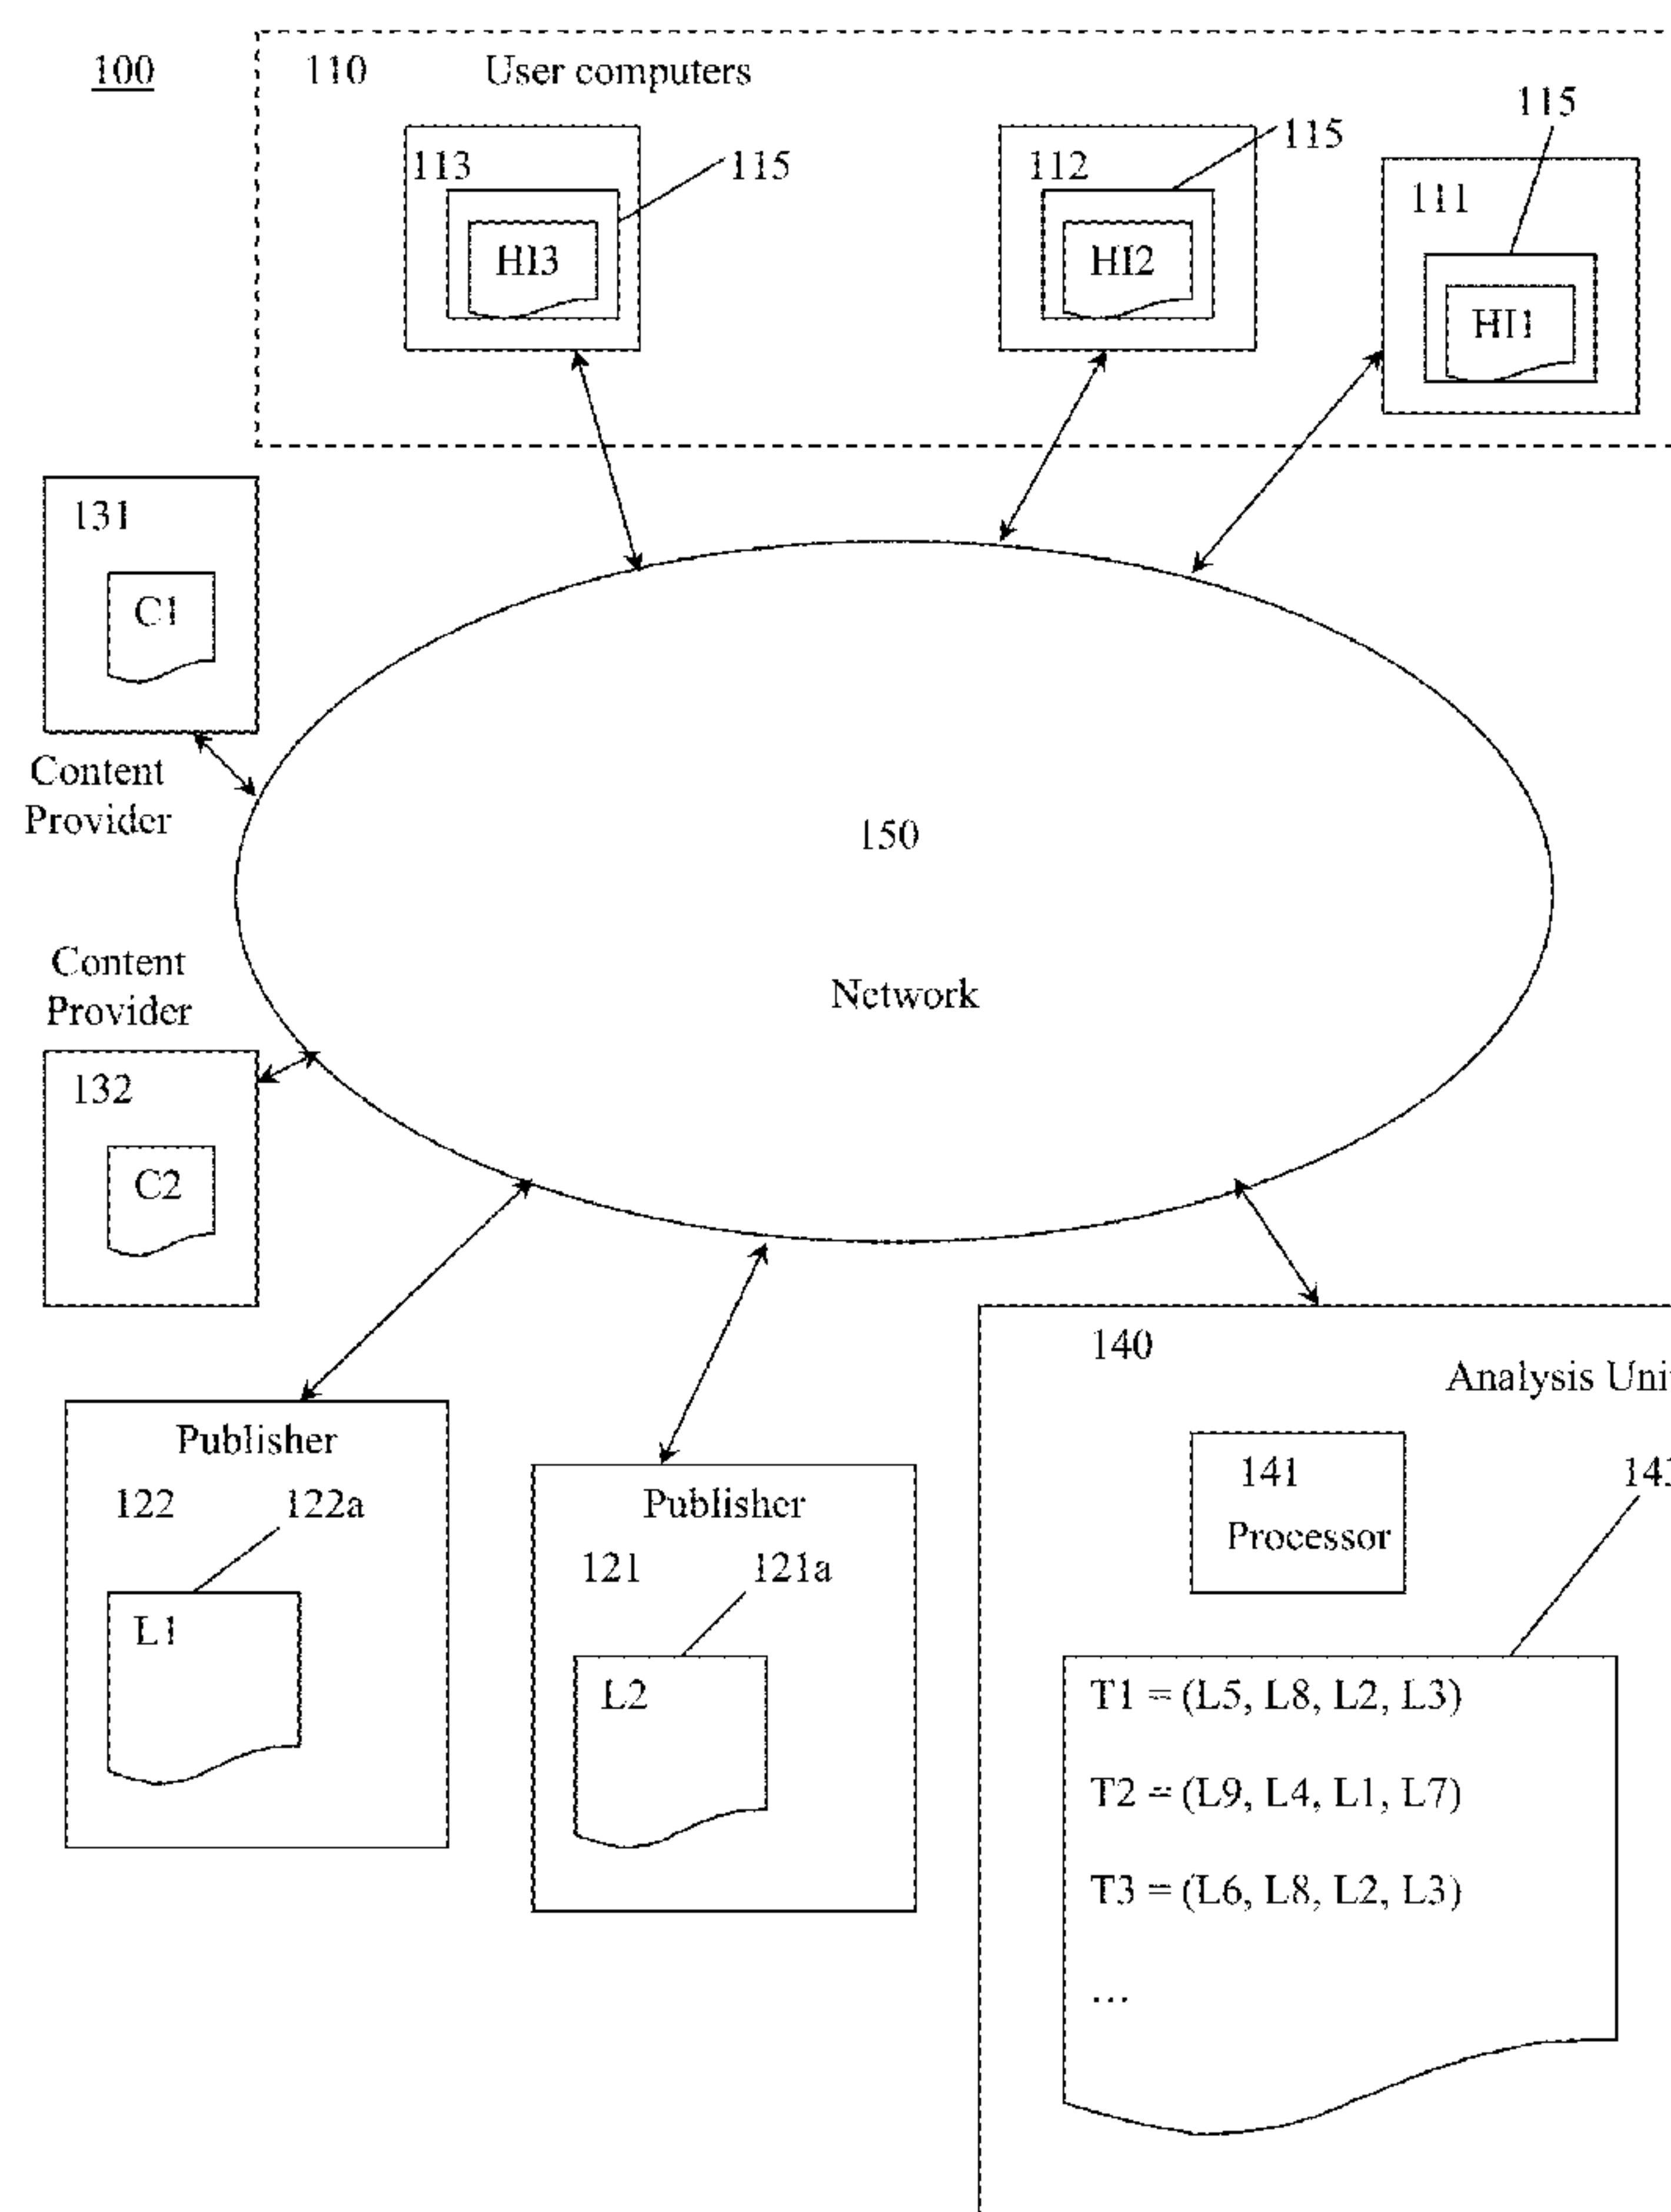 100
110 User computers
115
113
115
112
115
111
HI3
HI2
HI1
131
C1
Content
Provider
150
Content
Provider
Network
132
C2
140
Analysis
Publisher
122
122a
L1
Publisher
121
121a
L2
141
Processor
T1 = (L5, L8, L2, L3)
T2 = (L9, L4, L1, L7)
T3 = (L6, L8, L2, L3)
...